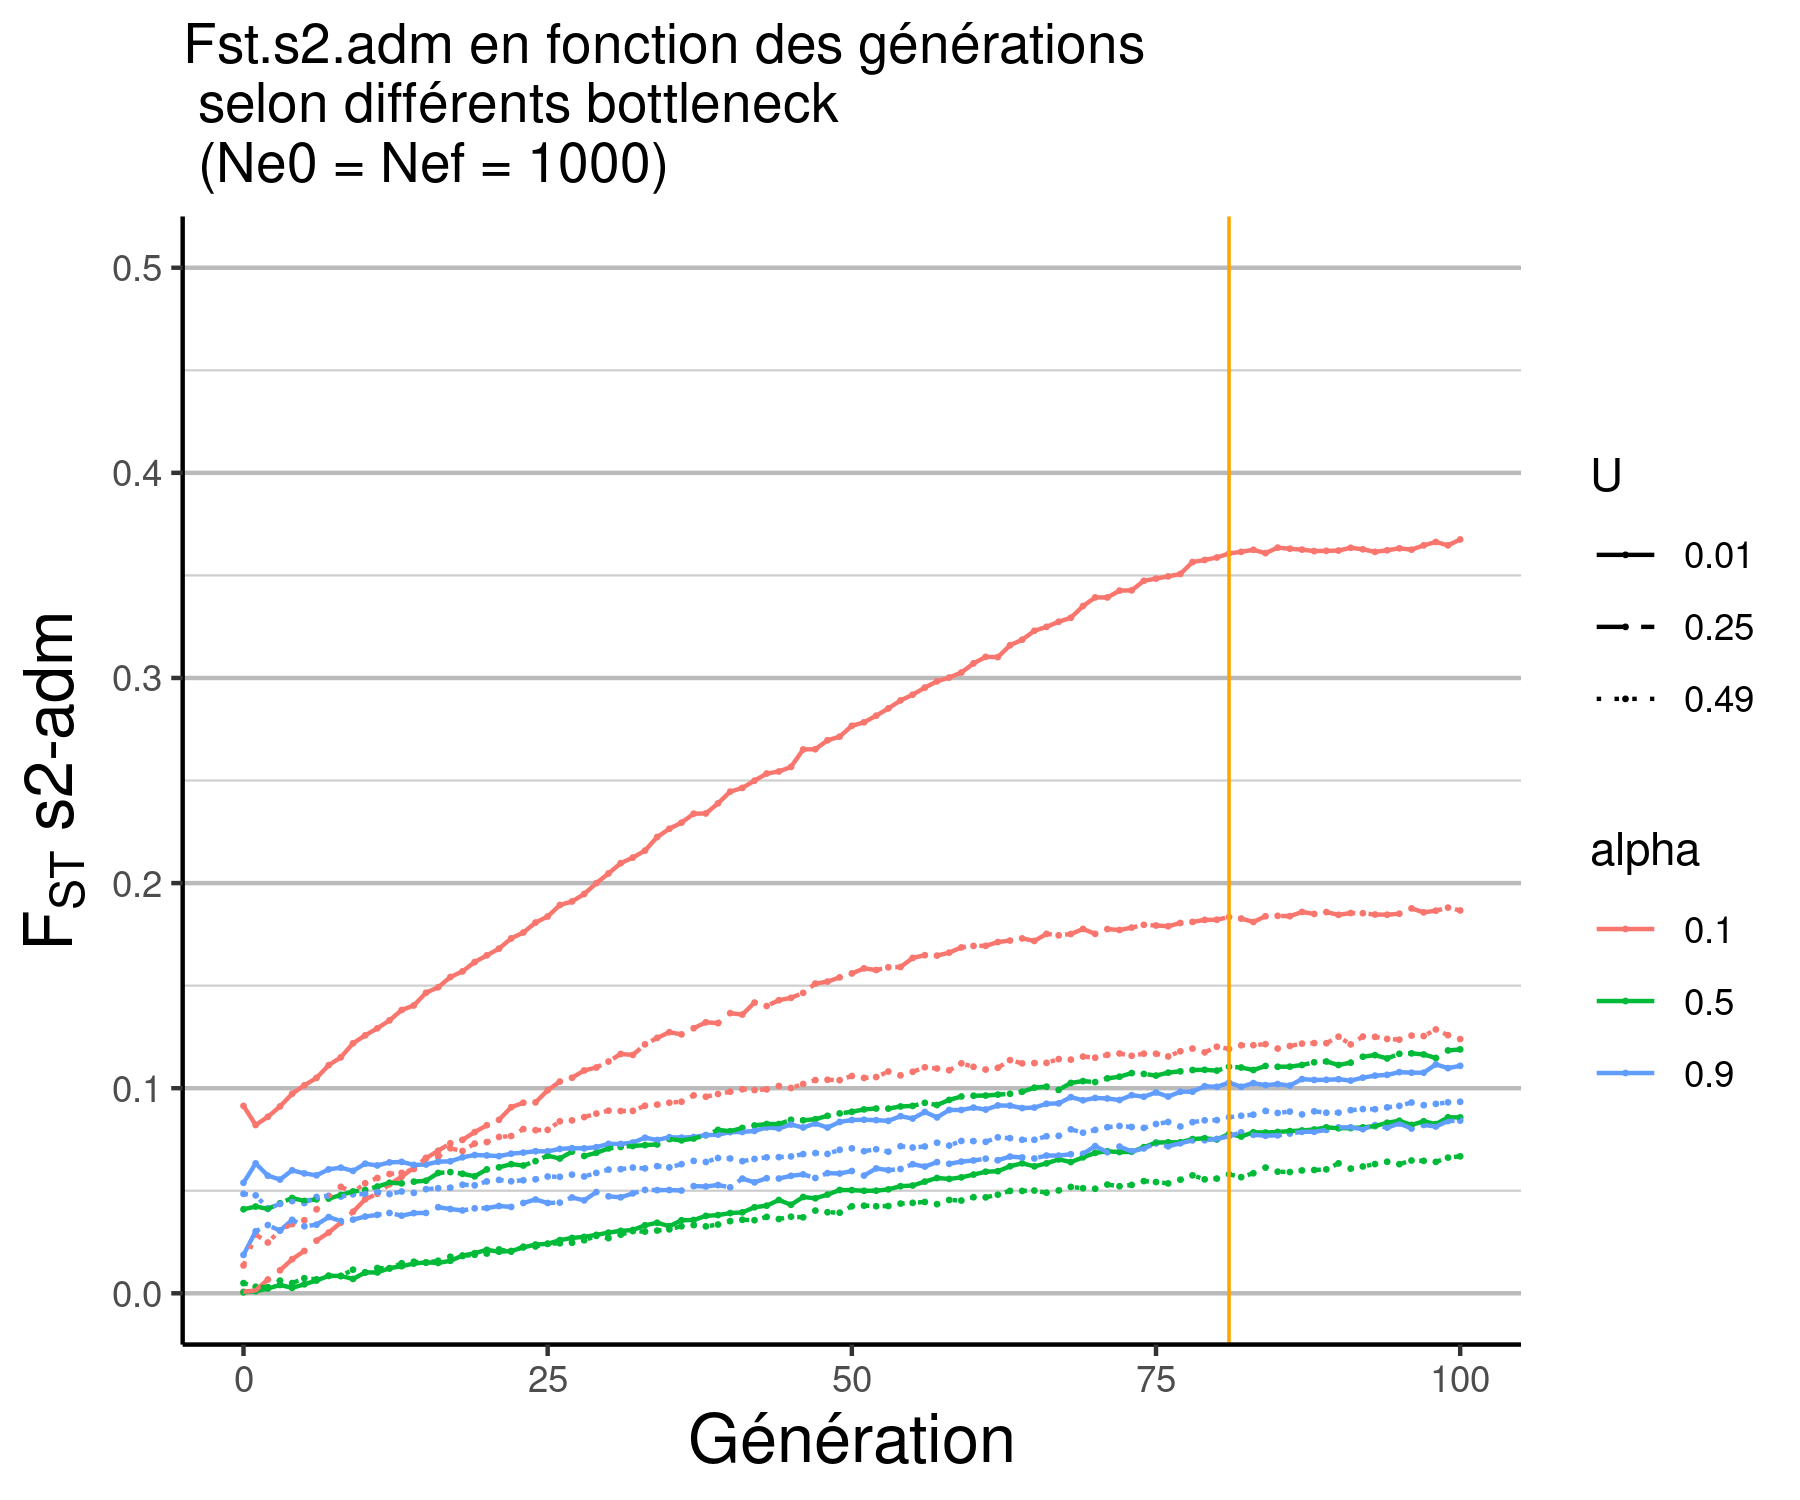 Fst.s2.adm en fonction des générations
selon différents bottleneck
(Ne0 = Nef = 1000)
FST s2-adm
0.5
0.4
0.3
0.2
0.1
0.0
0
25
50
75
100
Génération
U
0.01
0.25
0.49
alpha
0.1
0.5
0.9